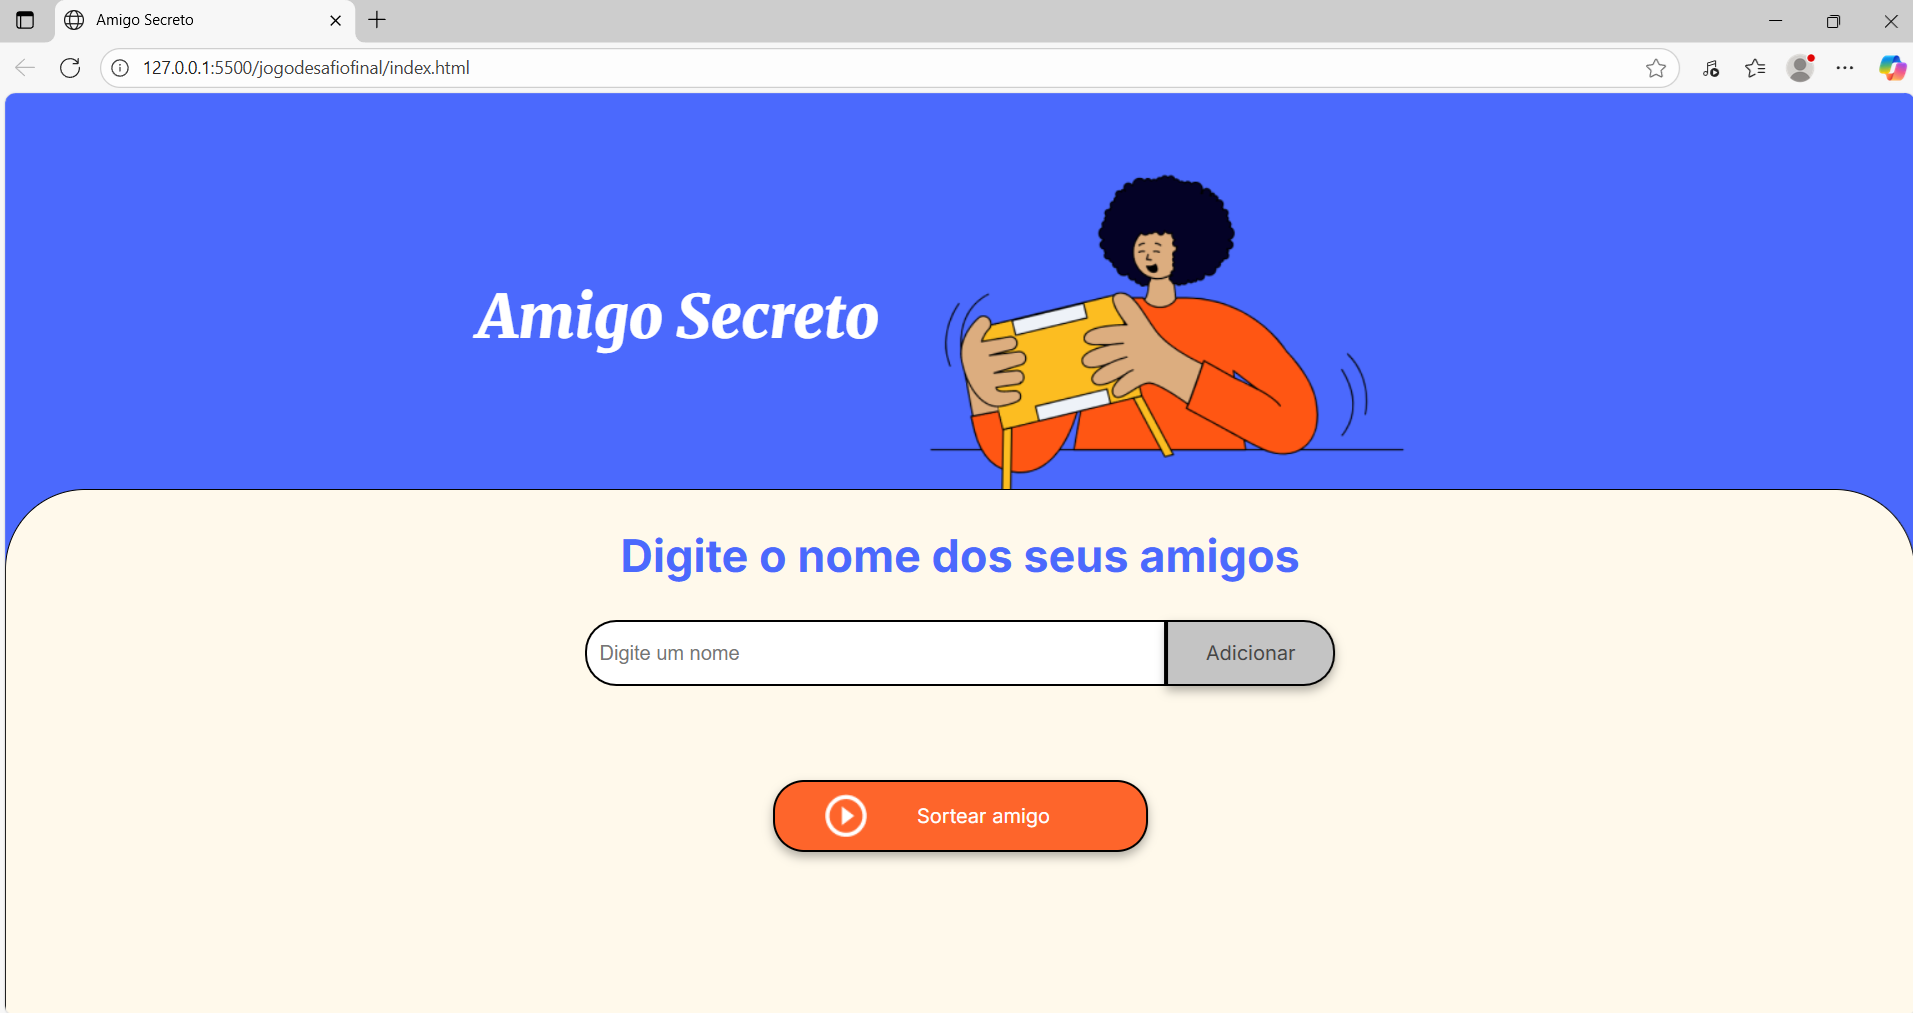 Amigo Secreto
127.0.0.1:5500/jogodesafiofinal/index.html
Amigo Secreto
Digite o nome dos seus amigos
Digite um nome
Adicionar
Sortear amigo